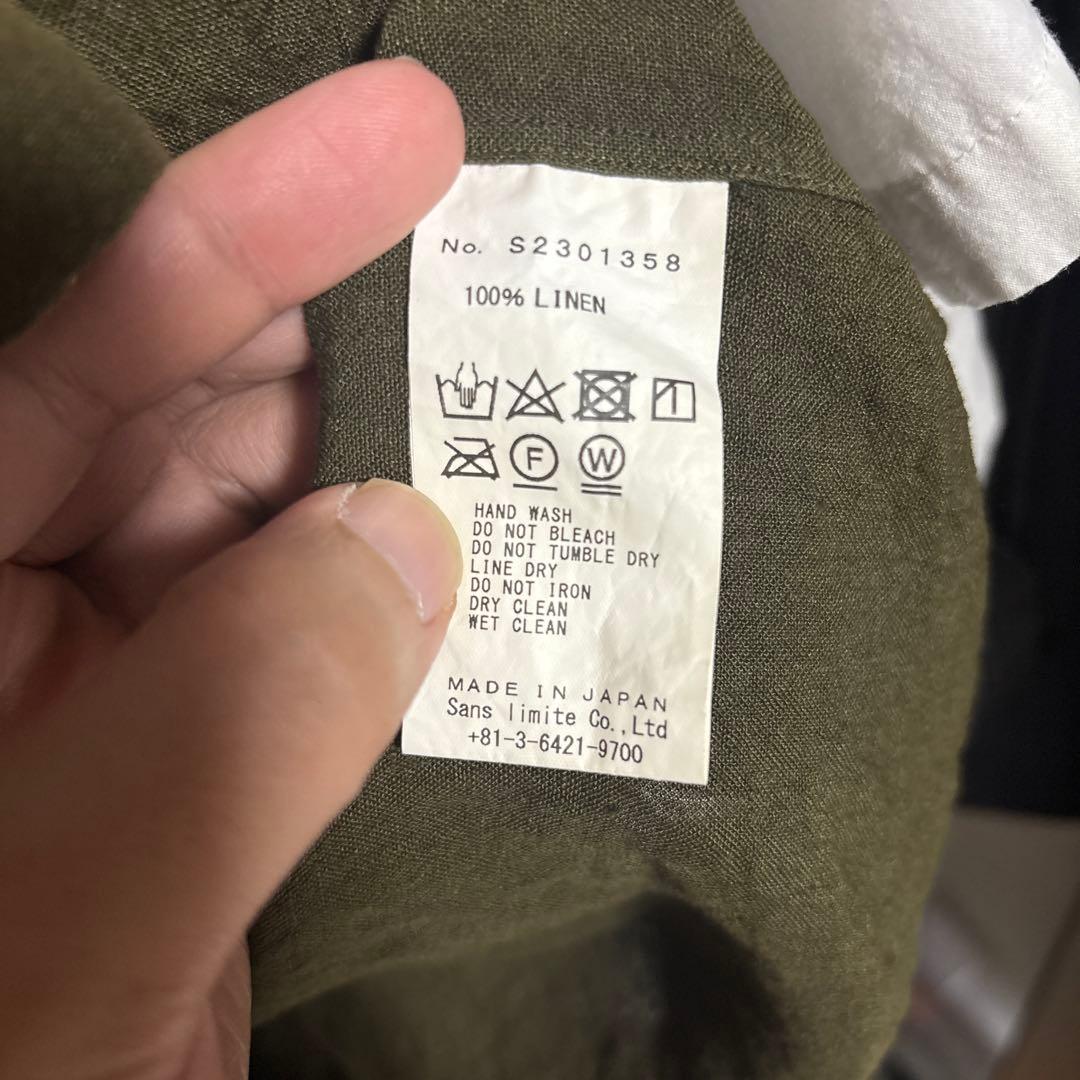 No. S2301358
100% LINEN
F W
HAND WASH
DO NOT BLEACH
DO NOT TUMBLE DRY
LINE DRY
DO NOT IRON
DRY CLEAN
WET CLEAN
MADE IN JAPAN
Sans limite Co.,Ltd
+81-3-6421-9700